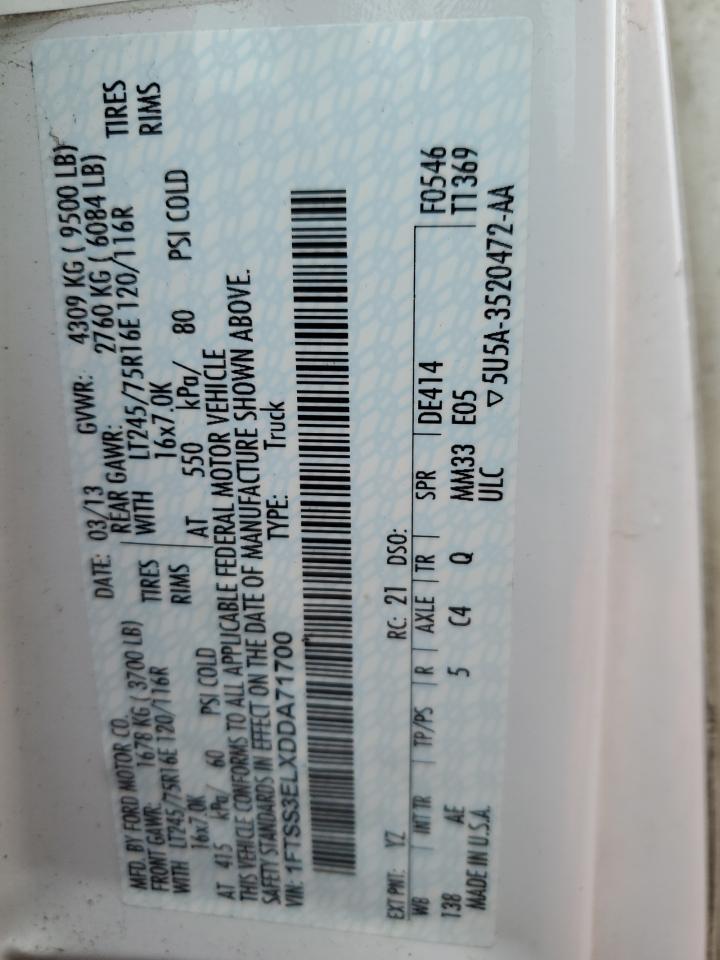 MFD. BY FORD MOTOR CO. DATE: 03/13 GVWR: 4309 KG ( 9500 LB)
FRONT GAWR: 1678 KG ( 3700 LB) REAR GAWR: 2760 KG ( 6084 LB)
WITH LT245/75R16E 120/116R TIRES WITH LT245/75R16E 120/116R TIRES
16x7.0K RIMS 16x7.0K RIMS
AT 415 kPa/ 60 PSI COLD AT 550 kPa/ 80 PSI COLD
THIS VEHICLE CONFORMS TO ALL APPLICABLE FEDERAL MOTOR VEHICLE
SAFETY STANDARDS IN EFFECT ON THE DATE OF MANUFACTURE SHOWN ABOVE.
VIN: 1FTSS3ELXDDA71700 TYPE: Truck
EXT PNT: YZ RC: 21 DSO:
WB INT TR TP/PS R AXLE TR SPR F0546
138 AE 5 C4 Q DE414 T1369
MM33 E05
MADE IN U.S.A. ULC ▽5U5A-3520472-AA